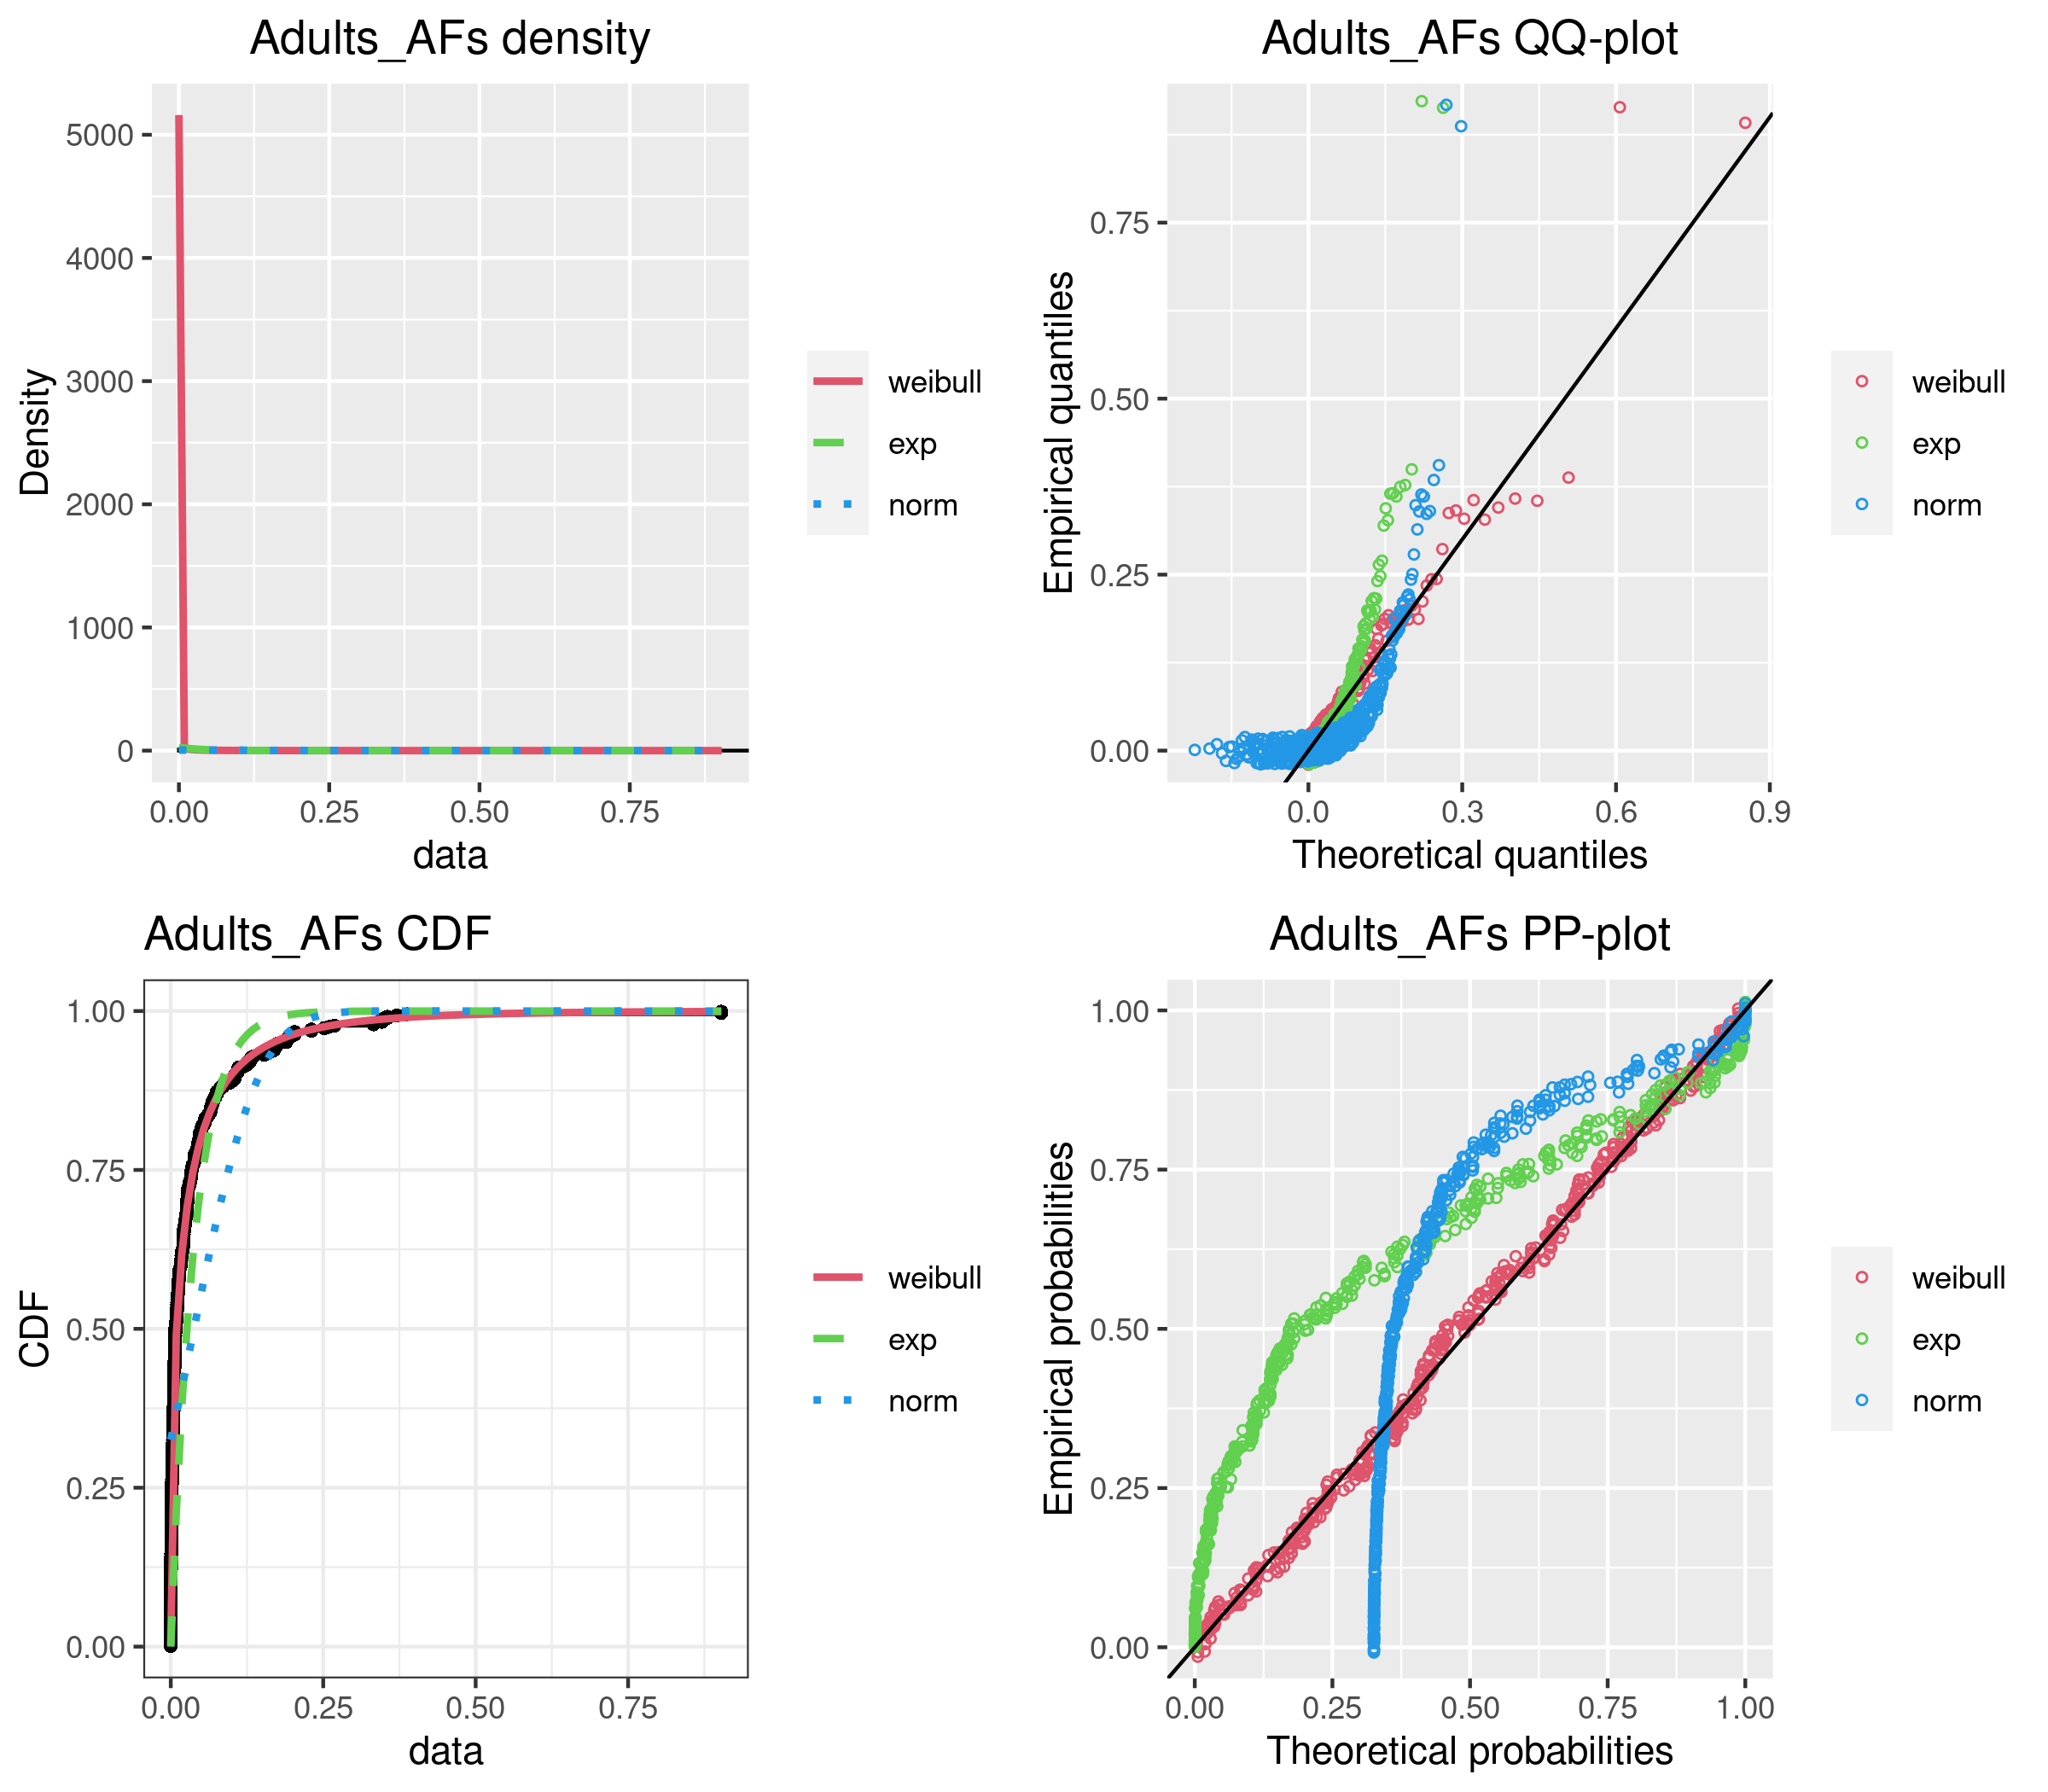 Adults_AFs density
5000
4000
3000
2000
1000
0
Density
0.00 0.25 0.50 0.75
data
weibull
exp
norm
Adults_AFs QQ-plot
0.75
0.50
0.25
0.00
Empirical quantiles
0.0 0.3 0.6 0.9
Theoretical quantiles
weibull
exp
norm
Adults_AFs CDF
1.00
0.75
0.50
0.25
0.00
CDF
0.00 0.25 0.50 0.75
data
weibull
exp
norm
Adults_AFs PP-plot
1.00
0.75
0.50
0.25
0.00
Empirical probabilities
0.00 0.25 0.50 0.75 1.00
Theoretical probabilities
weibull
exp
norm